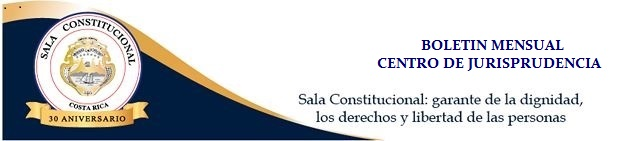 SALA CONSTITUCIONAL
COSTA RICA
30 ANIVERSARIO
BOLETIN MENSUAL
CENTRO DE JURISPRUDENCIA
Sala Constitucional: garante de la dignidad,
los derechos y libertad de las personas